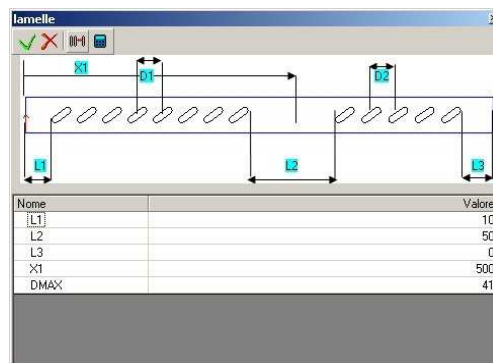 lamelle
X1
D1
D2
L1
L2
L3
Nome Valore
L1 10
L2 50
L3 0
X1 500
DMAX 41